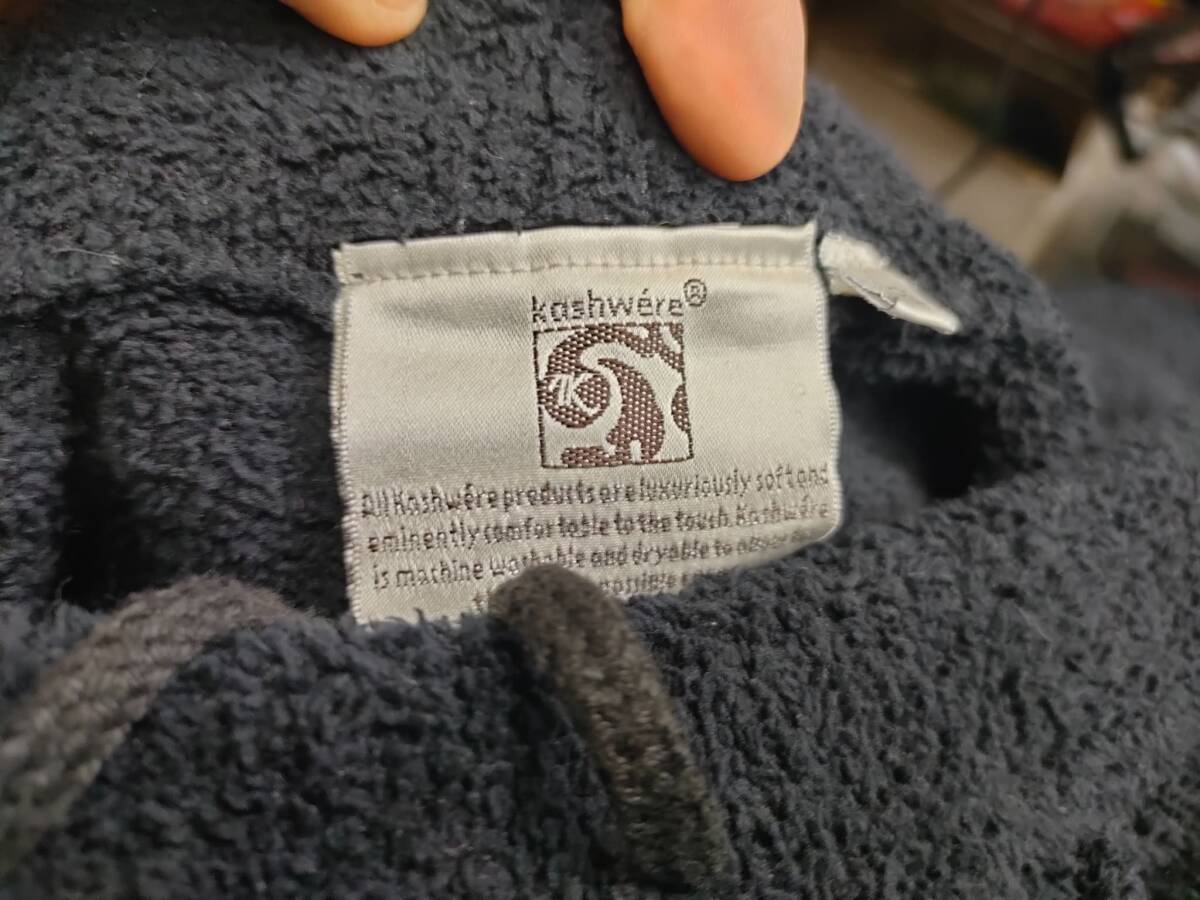 kashwére®
K
All Kashwére products are luxuriously soft and
eminently comfortable to the touch. Kashwére
is machine washable and dryable to
possible